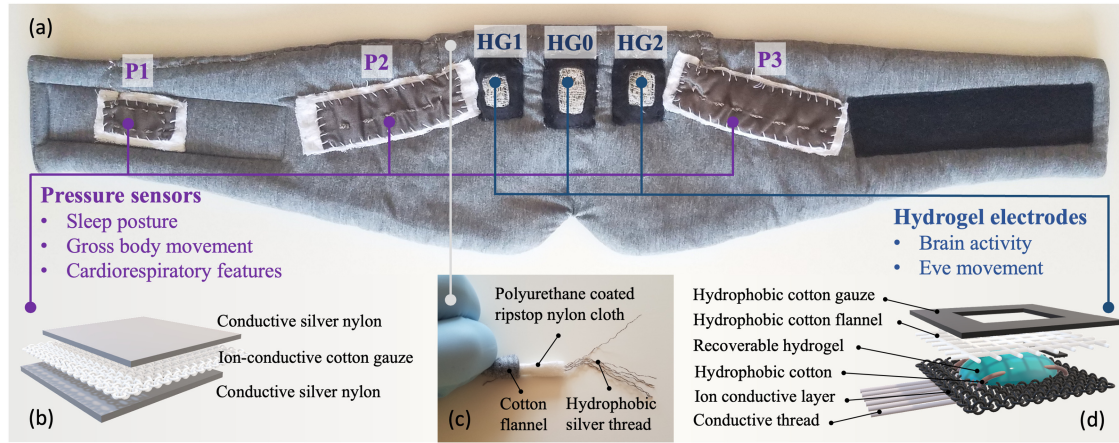 (a)
P1
P2
HG1
HG0
HG2
P3
Pressure sensors
• Sleep posture
• Gross body movement
• Cardiorespiratory features
Hydrogel electrodes
• Brain activity
• Eve movement
Conductive silver nylon
Ion-conductive cotton gauze
Conductive silver nylon
(b)
Polyurethane coated
ripstop nylon cloth
Cotton
flannel
Hydrophobic
silver thread
(c)
Hydrophobic cotton gauze
Hydrophobic cotton flannel
Recoverable hydrogel
Hydrophobic cotton
Ion conductive layer
Conductive thread
(d)